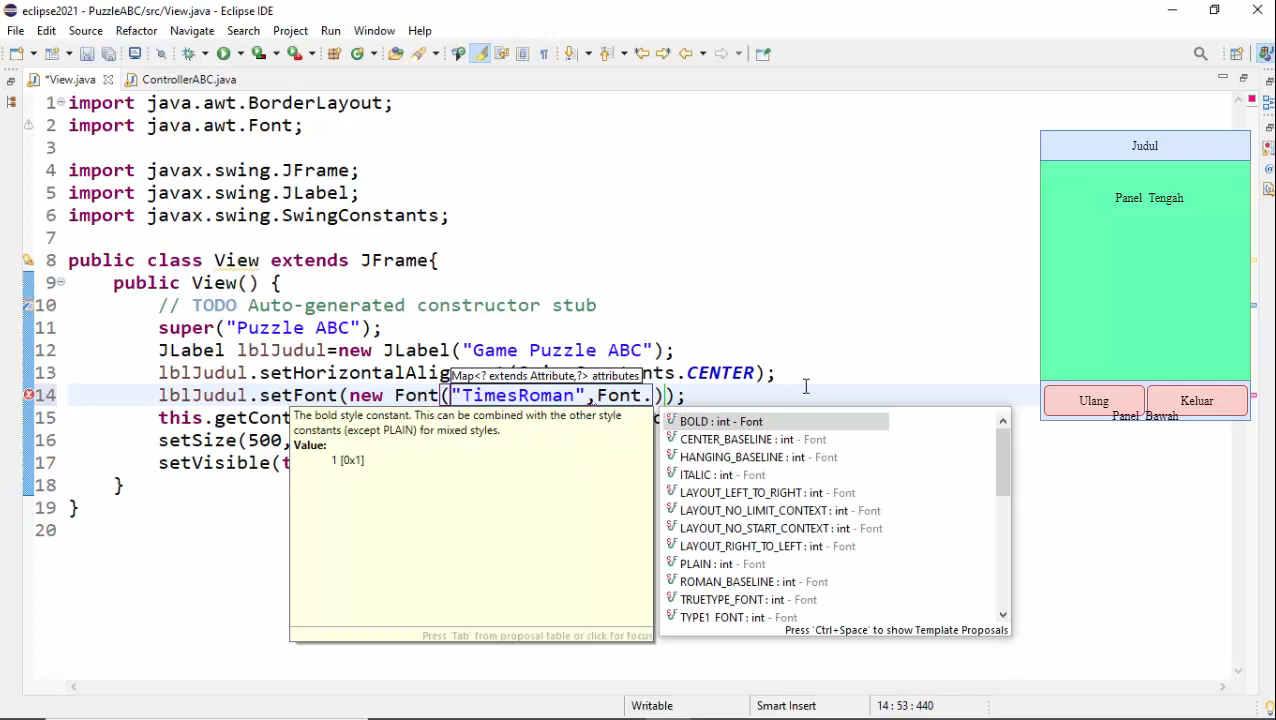 eclipse2021 - PuzzleABC/src/View.java - Eclipse IDE
File Edit Source Refactor Navigate Search Project Run Window Help
*View.java ControllerABC.java
1 import java.awt.BorderLayout;
2 import java.awt.Font;
3
4 import javax.swing.JFrame;
5 import javax.swing.JLabel;
6 import javax.swing.SwingConstants;
7
8 public class View extends JFrame{
9 public View() {
10 // TODO Auto-generated constructor stub
11 super("Puzzle ABC");
12 JLabel lblJudul=new JLabel("Game Puzzle ABC");
13 lblJudul.setHorizontalAlig nts.CENTER);
Map<? extends Attribute,?> attributes
14 lblJudul.setFont(new Font("TimesRoman",Font.));
15 this.getCont
16 setSize(500,
17 setVisible(t
18 }
19 }
20
The bold style constant. This can be combined with the other style
constants (except PLAIN) for mixed styles.
Value:
1 [0x1]
Press 'Tab' from proposal table or click for focus
BOLD : int - Font
CENTER_BASELINE : int - Font
HANGING_BASELINE : int - Font
ITALIC : int - Font
LAYOUT_LEFT_TO_RIGHT : int - Font
LAYOUT_NO_LIMIT_CONTEXT : int - Font
LAYOUT_NO_START_CONTEXT : int - Font
LAYOUT_RIGHT_TO_LEFT : int - Font
PLAIN : int - Font
ROMAN_BASELINE : int - Font
TRUETYPE_FONT : int - Font
TYPE1_FONT : int - Font
Press 'Ctrl+Space' to show Template Proposals
Judul
Panel Tengah
Ulang Keluar
Panel Bawah
Writable Smart Insert 14 : 53 : 440